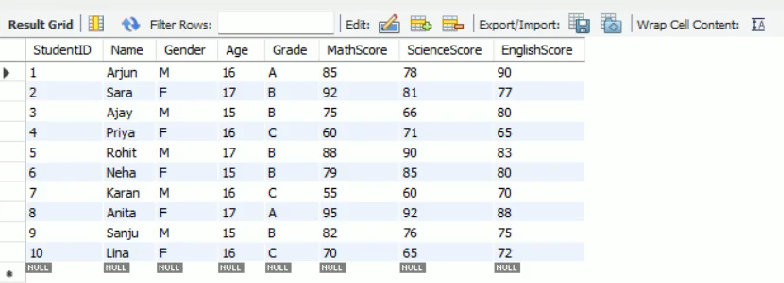 Result Grid Filter Rows: Edit: Export/Import: Wrap Cell Content: IA
StudentID Name Gender Age Grade MathScore ScienceScore EnglishScore
1 Arjun M 16 A 85 78 90
2 Sara F 17 B 92 81 77
3 Ajay M 15 B 75 66 80
4 Priya F 16 C 60 71 65
5 Rohit M 17 B 88 90 83
6 Neha F 15 B 79 85 80
7 Karan M 16 C 55 60 70
8 Anita F 17 A 95 92 88
9 Sanju M 15 B 82 76 75
10 Lina F 16 C 70 65 72
NULL NULL NULL NULL NULL NULL NULL NULL